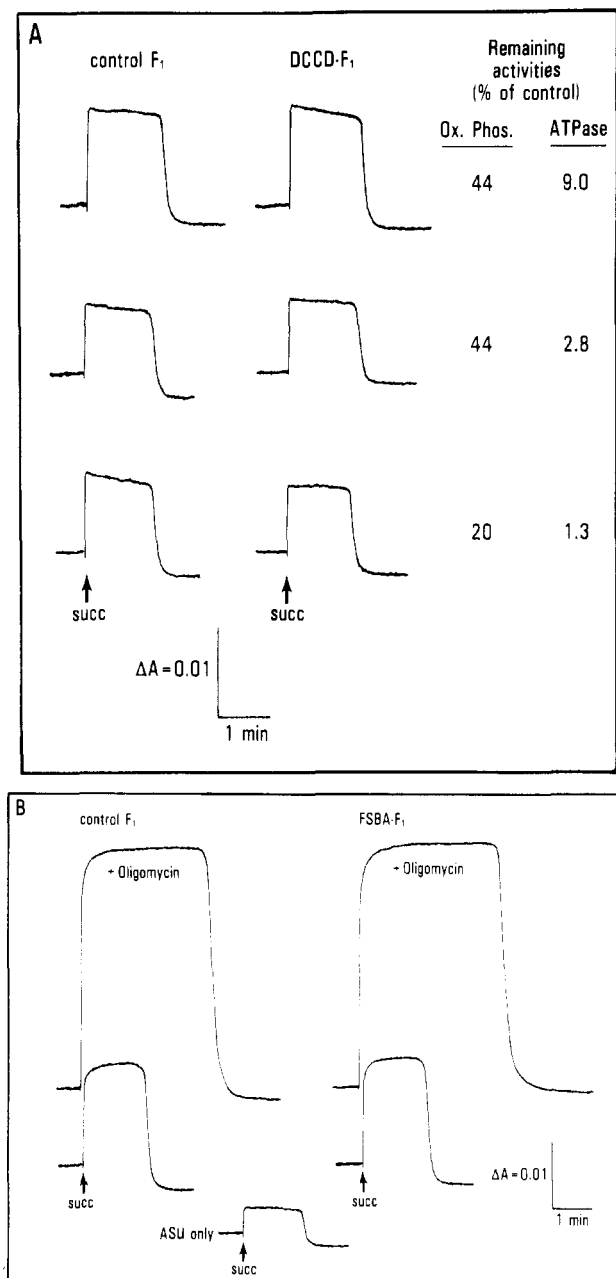 A
control F₁
DCCD·F₁
Remaining
activities
(% of control)
Ox. Phos.
ATPase
44
9.0
44
2.8
20
1.3
succ
succ
ΔA = 0.01
1 min
B
control F₁
FSBA·F₁
+ Oligomycin
+ Oligomycin
succ
succ
ΔA = 0.01
1 min
ASU only
succ